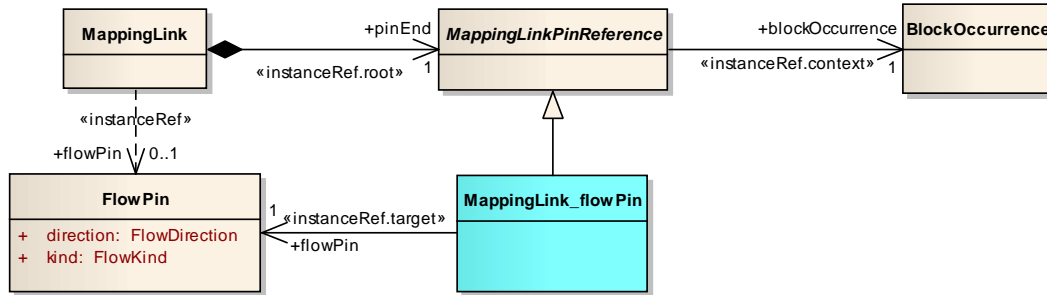 MappingLink
+pinEnd
«instanceRef.root»
1
MappingLinkPinReference
+blockOccurrence
«instanceRef.context»
1
BlockOccurrence
«instanceRef»
+flowPin
0..1
FlowPin
+ direction: FlowDirection
+ kind: FlowKind
1
«instanceRef.target»
+flowPin
MappingLink_flowPin